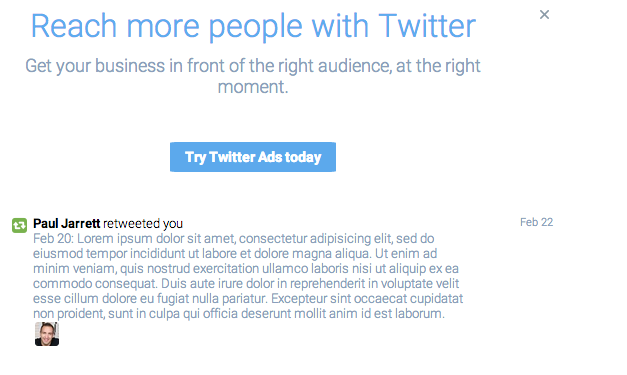 Reach more people with Twitter
×
Get your business in front of the right audience, at the right
moment.
Try Twitter Ads today
Paul Jarrett retweeted you
Feb 22
Feb 20: Lorem ipsum dolor sit amet, consectetur adipisicing elit, sed do
eiusmod tempor incididunt ut labore et dolore magna aliqua. Ut enim ad
minim veniam, quis nostrud exercitation ullamco laboris nisi ut aliquip ex ea
commodo consequat. Duis aute irure dolor in reprehenderit in voluptate velit
esse cillum dolore eu fugiat nulla pariatur. Excepteur sint occaecat cupidatat
non proident, sunt in culpa qui officia deserunt mollit anim id est laborum.